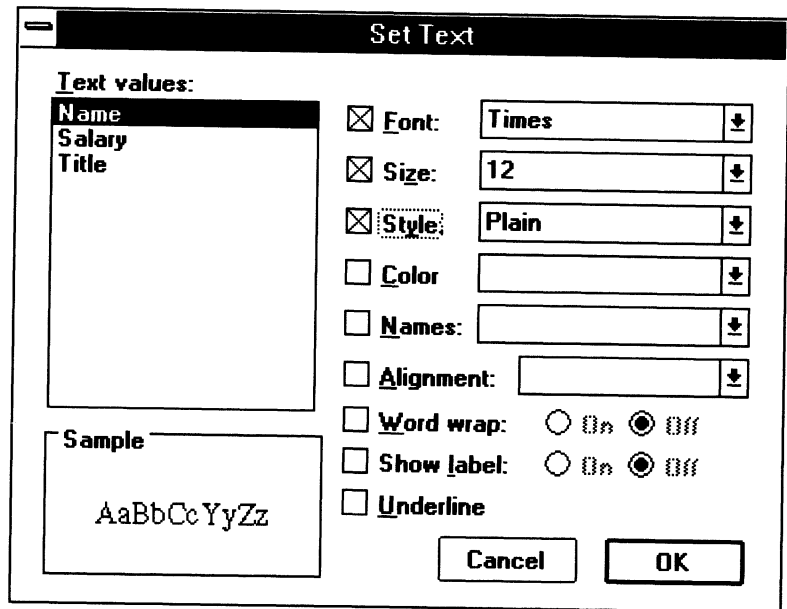 Set Text
Text values:
Name
Salary
Title
Font: Times
Size: 12
Style Plain
Color
Names:
Alignment:
Word wrap: On Off
Show label: On Off
Underline
Sample
AaBbCcYyZz
Cancel OK